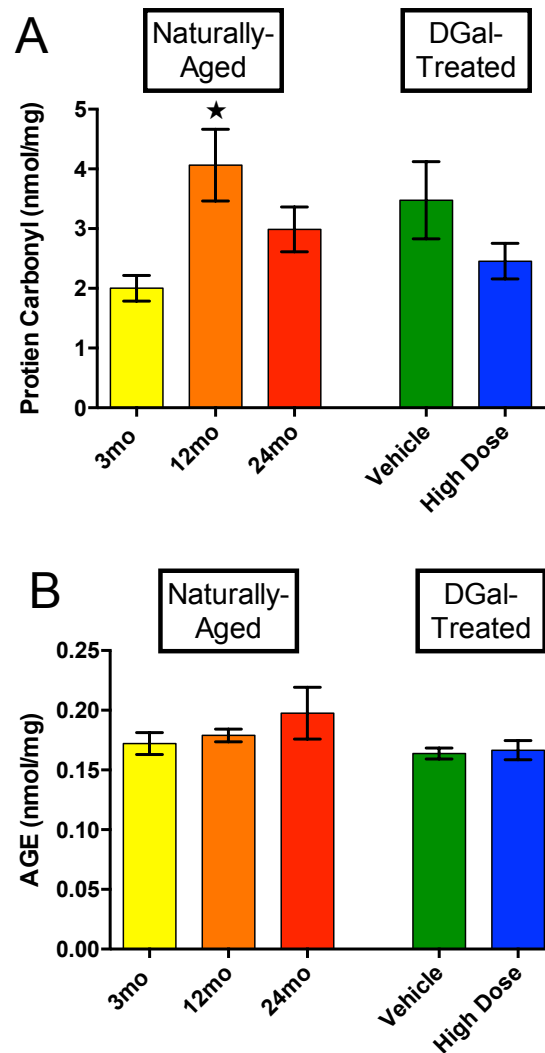 A
Naturally-
Aged
DGal-
Treated
Protien Carbonyl (nmol/mg)
5
4
3
2
1
0
3mo
12mo
24mo
Vehicle
High Dose
B
Naturally-
Aged
DGal-
Treated
AGE (nmol/mg)
0.25
0.20
0.15
0.10
0.05
0.00
3mo
12mo
24mo
Vehicle
High Dose